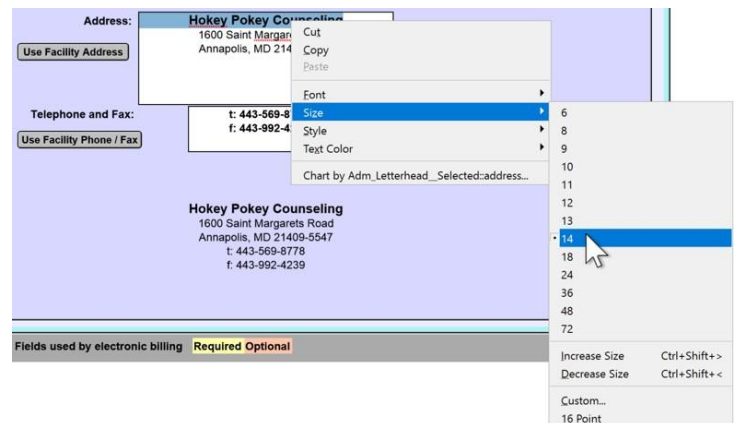 Address:
Hokey Pokey Counseling
1600 Saint Margar
Annapolis, MD 214
Use Facility Address
Telephone and Fax:
t: 443-569-8
f: 443-992-4
Use Facility Phone / Fax
Cut
Copy
Paste
Font
Size
Style
Text Color
Chart by Adm_Letterhead__Selected::address...
6
8
9
10
11
12
13
14
18
24
36
48
72
Increase Size Ctrl+Shift+>
Decrease Size Ctrl+Shift+<
Custom...
16 Point
Hokey Pokey Counseling
1600 Saint Margarets Road
Annapolis, MD 21409-5547
t: 443-569-8778
f: 443-992-4239
Fields used by electronic billing Required Optional